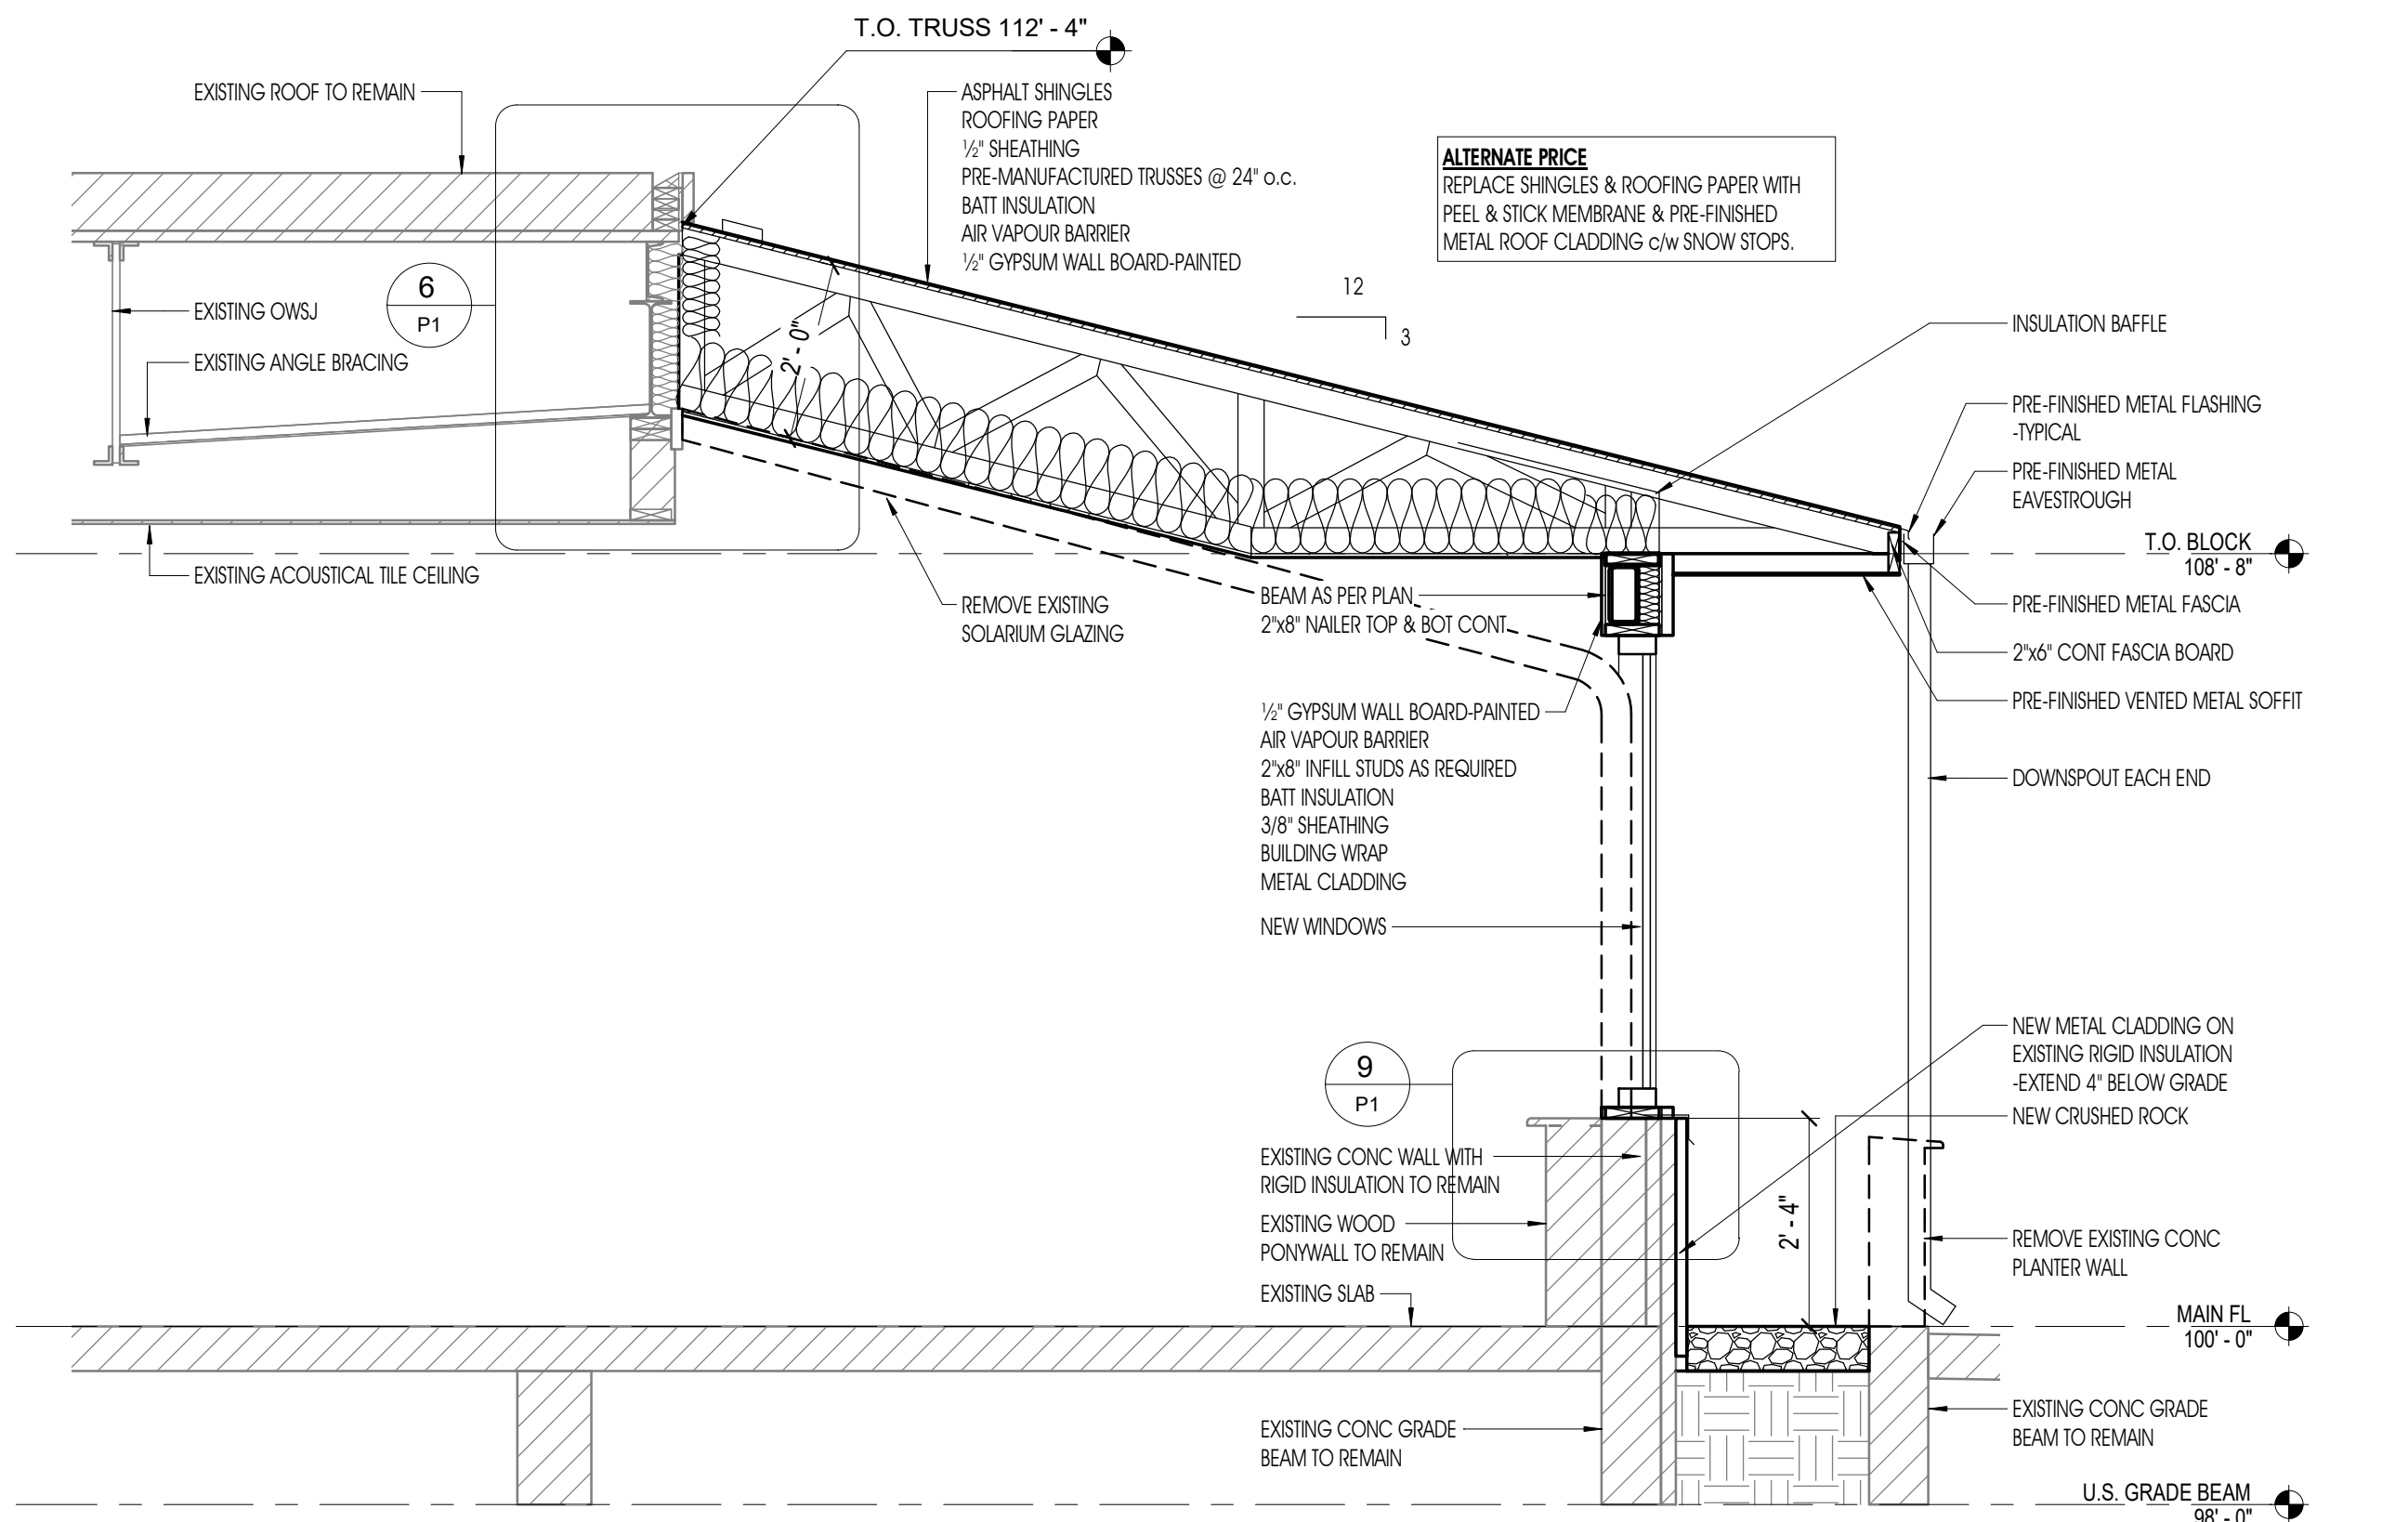 T.O. TRUSS 112' - 4"
EXISTING ROOF TO REMAIN
ASPHALT SHINGLES
ROOFING PAPER
½" SHEATHING
PRE-MANUFACTURED TRUSSES @ 24" o.c.
BATT INSULATION
AIR VAPOUR BARRIER
½" GYPSUM WALL BOARD-PAINTED
ALTERNATE PRICE
REPLACE SHINGLES & ROOFING PAPER WITH
PEEL & STICK MEMBRANE & PRE-FINISHED
METAL ROOF CLADDING c/w SNOW STOPS.
12
3
6
P1
EXISTING OWSJ
EXISTING ANGLE BRACING
2' - 0"
INSULATION BAFFLE
PRE-FINISHED METAL FLASHING
-TYPICAL
PRE-FINISHED METAL
EAVESTROUGH
T.O. BLOCK
108' - 8"
EXISTING ACOUSTICAL TILE CEILING
REMOVE EXISTING
SOLARIUM GLAZING
BEAM AS PER PLAN
2"x8" NAILER TOP & BOT CONT
PRE-FINISHED METAL FASCIA
2"x6" CONT FASCIA BOARD
PRE-FINISHED VENTED METAL SOFFIT
½" GYPSUM WALL BOARD-PAINTED
AIR VAPOUR BARRIER
2"x8" INFILL STUDS AS REQUIRED
BATT INSULATION
3/8" SHEATHING
BUILDING WRAP
METAL CLADDING
DOWNSPOUT EACH END
NEW WINDOWS
NEW METAL CLADDING ON
EXISTING RIGID INSULATION
-EXTEND 4" BELOW GRADE
NEW CRUSHED ROCK
9
P1
EXISTING CONC WALL WITH
RIGID INSULATION TO REMAIN
EXISTING WOOD
PONYWALL TO REMAIN
EXISTING SLAB
2' - 4"
REMOVE EXISTING CONC
PLANTER WALL
MAIN FL
100' - 0"
EXISTING CONC GRADE
BEAM TO REMAIN
EXISTING CONC GRADE
BEAM TO REMAIN
U.S. GRADE BEAM
98' - 0"